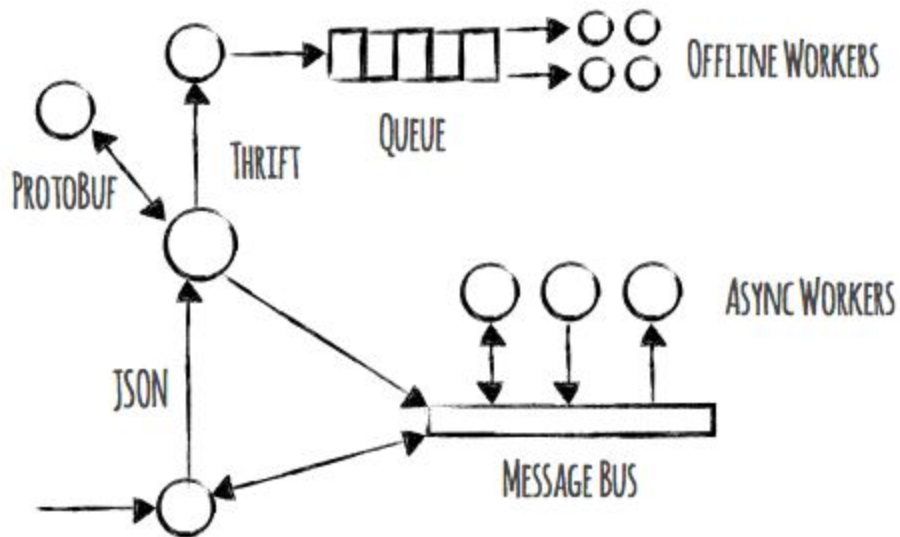 OFFLINE WORKERS
QUEUE
THRIFT
PROTOBUF
ASYNC WORKERS
JSON
MESSAGE BUS